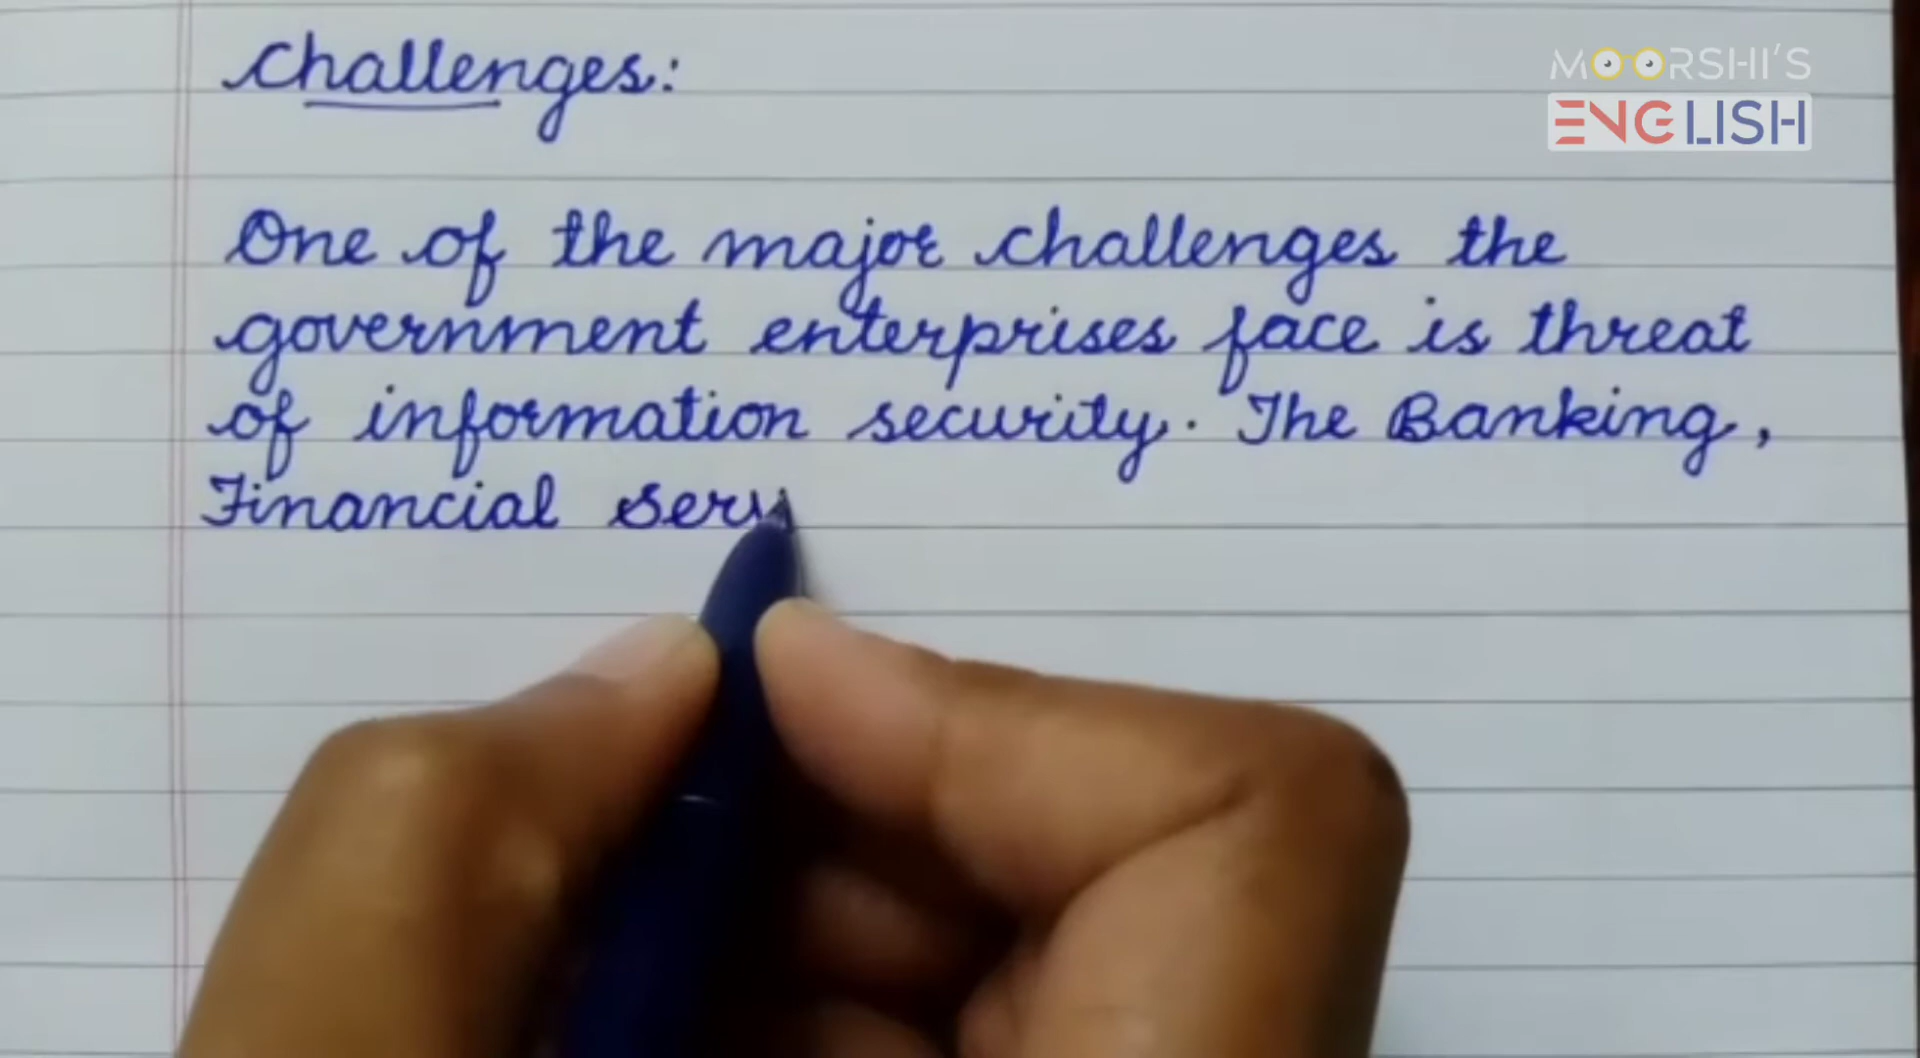 MOORSHI'S
ENGLISH
Challenges:
One of the major challenges the
government enterprises face is threat
of information security. The Banking,
Financial